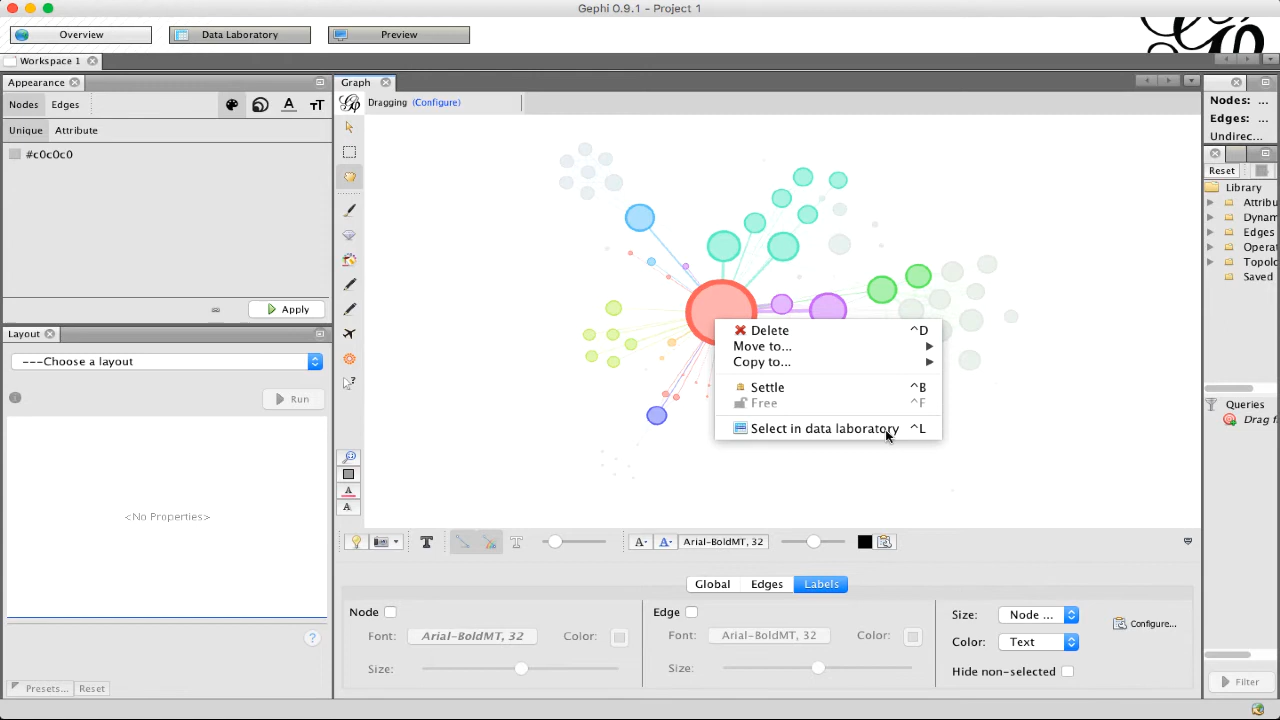 Gephi 0.9.1 - Project 1
Overview
Data Laboratory
Preview
Workspace 1
Appearance
Nodes Edges
Unique Attribute
#c0c0c0
Apply
Layout
---Choose a layout
Run
<No Properties>
Presets...
Reset
Graph
Dragging (Configure)
Delete ^D
Move to...
Copy to...
Settle ^B
Free ^F
Select in data laboratory ^L
Arial-BoldMT, 32
Global Edges Labels
Node
Font: Arial-BoldMT, 32 Color:
Size:
Edge
Font: Arial-BoldMT, 32 Color:
Size:
Size: Node ...
Color: Text
Hide non-selected
Configure...
Nodes: ...
Edges: ...
Undirec...
Reset
Library
Attribu
Dynam
Edges
Operat
Topolo
Saved
Queries
Drag f
Filter